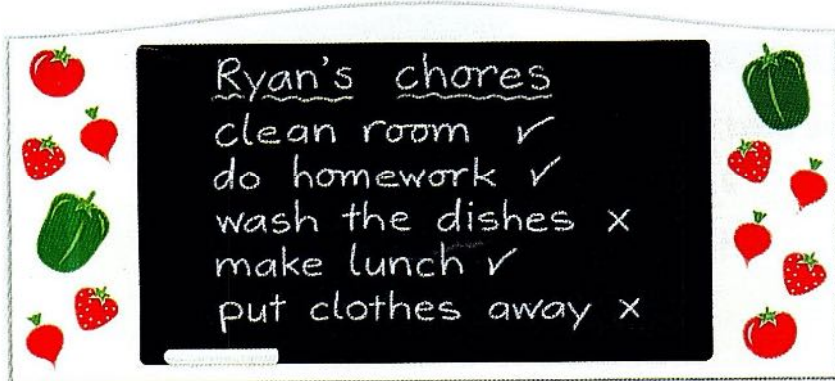 Ryan's chores
clean room ✓
do homework ✓
wash the dishes x
make lunch ✓
put clothes away x